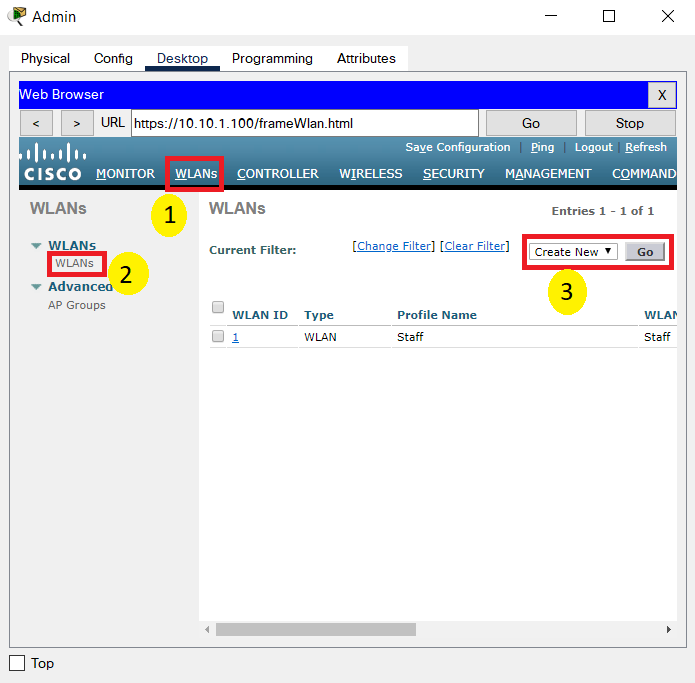 Admin
Physical Config Desktop Programming Attributes
Web Browser X
< > URL https://10.10.1.100/frameWlan.html Go Stop
Save Configuration | Ping | Logout | Refresh
CISCO MONITOR WLANs CONTROLLER WIRELESS SECURITY MANAGEMENT COMMAND
1
WLANs
WLANs
WLANs
2
Advanced
AP Groups
WLANs
Entries 1 - 1 of 1
Current Filter: [Change Filter] [Clear Filter] Create New Go
3
WLAN ID Type Profile Name WLAN
1 WLAN Staff Staff
Top